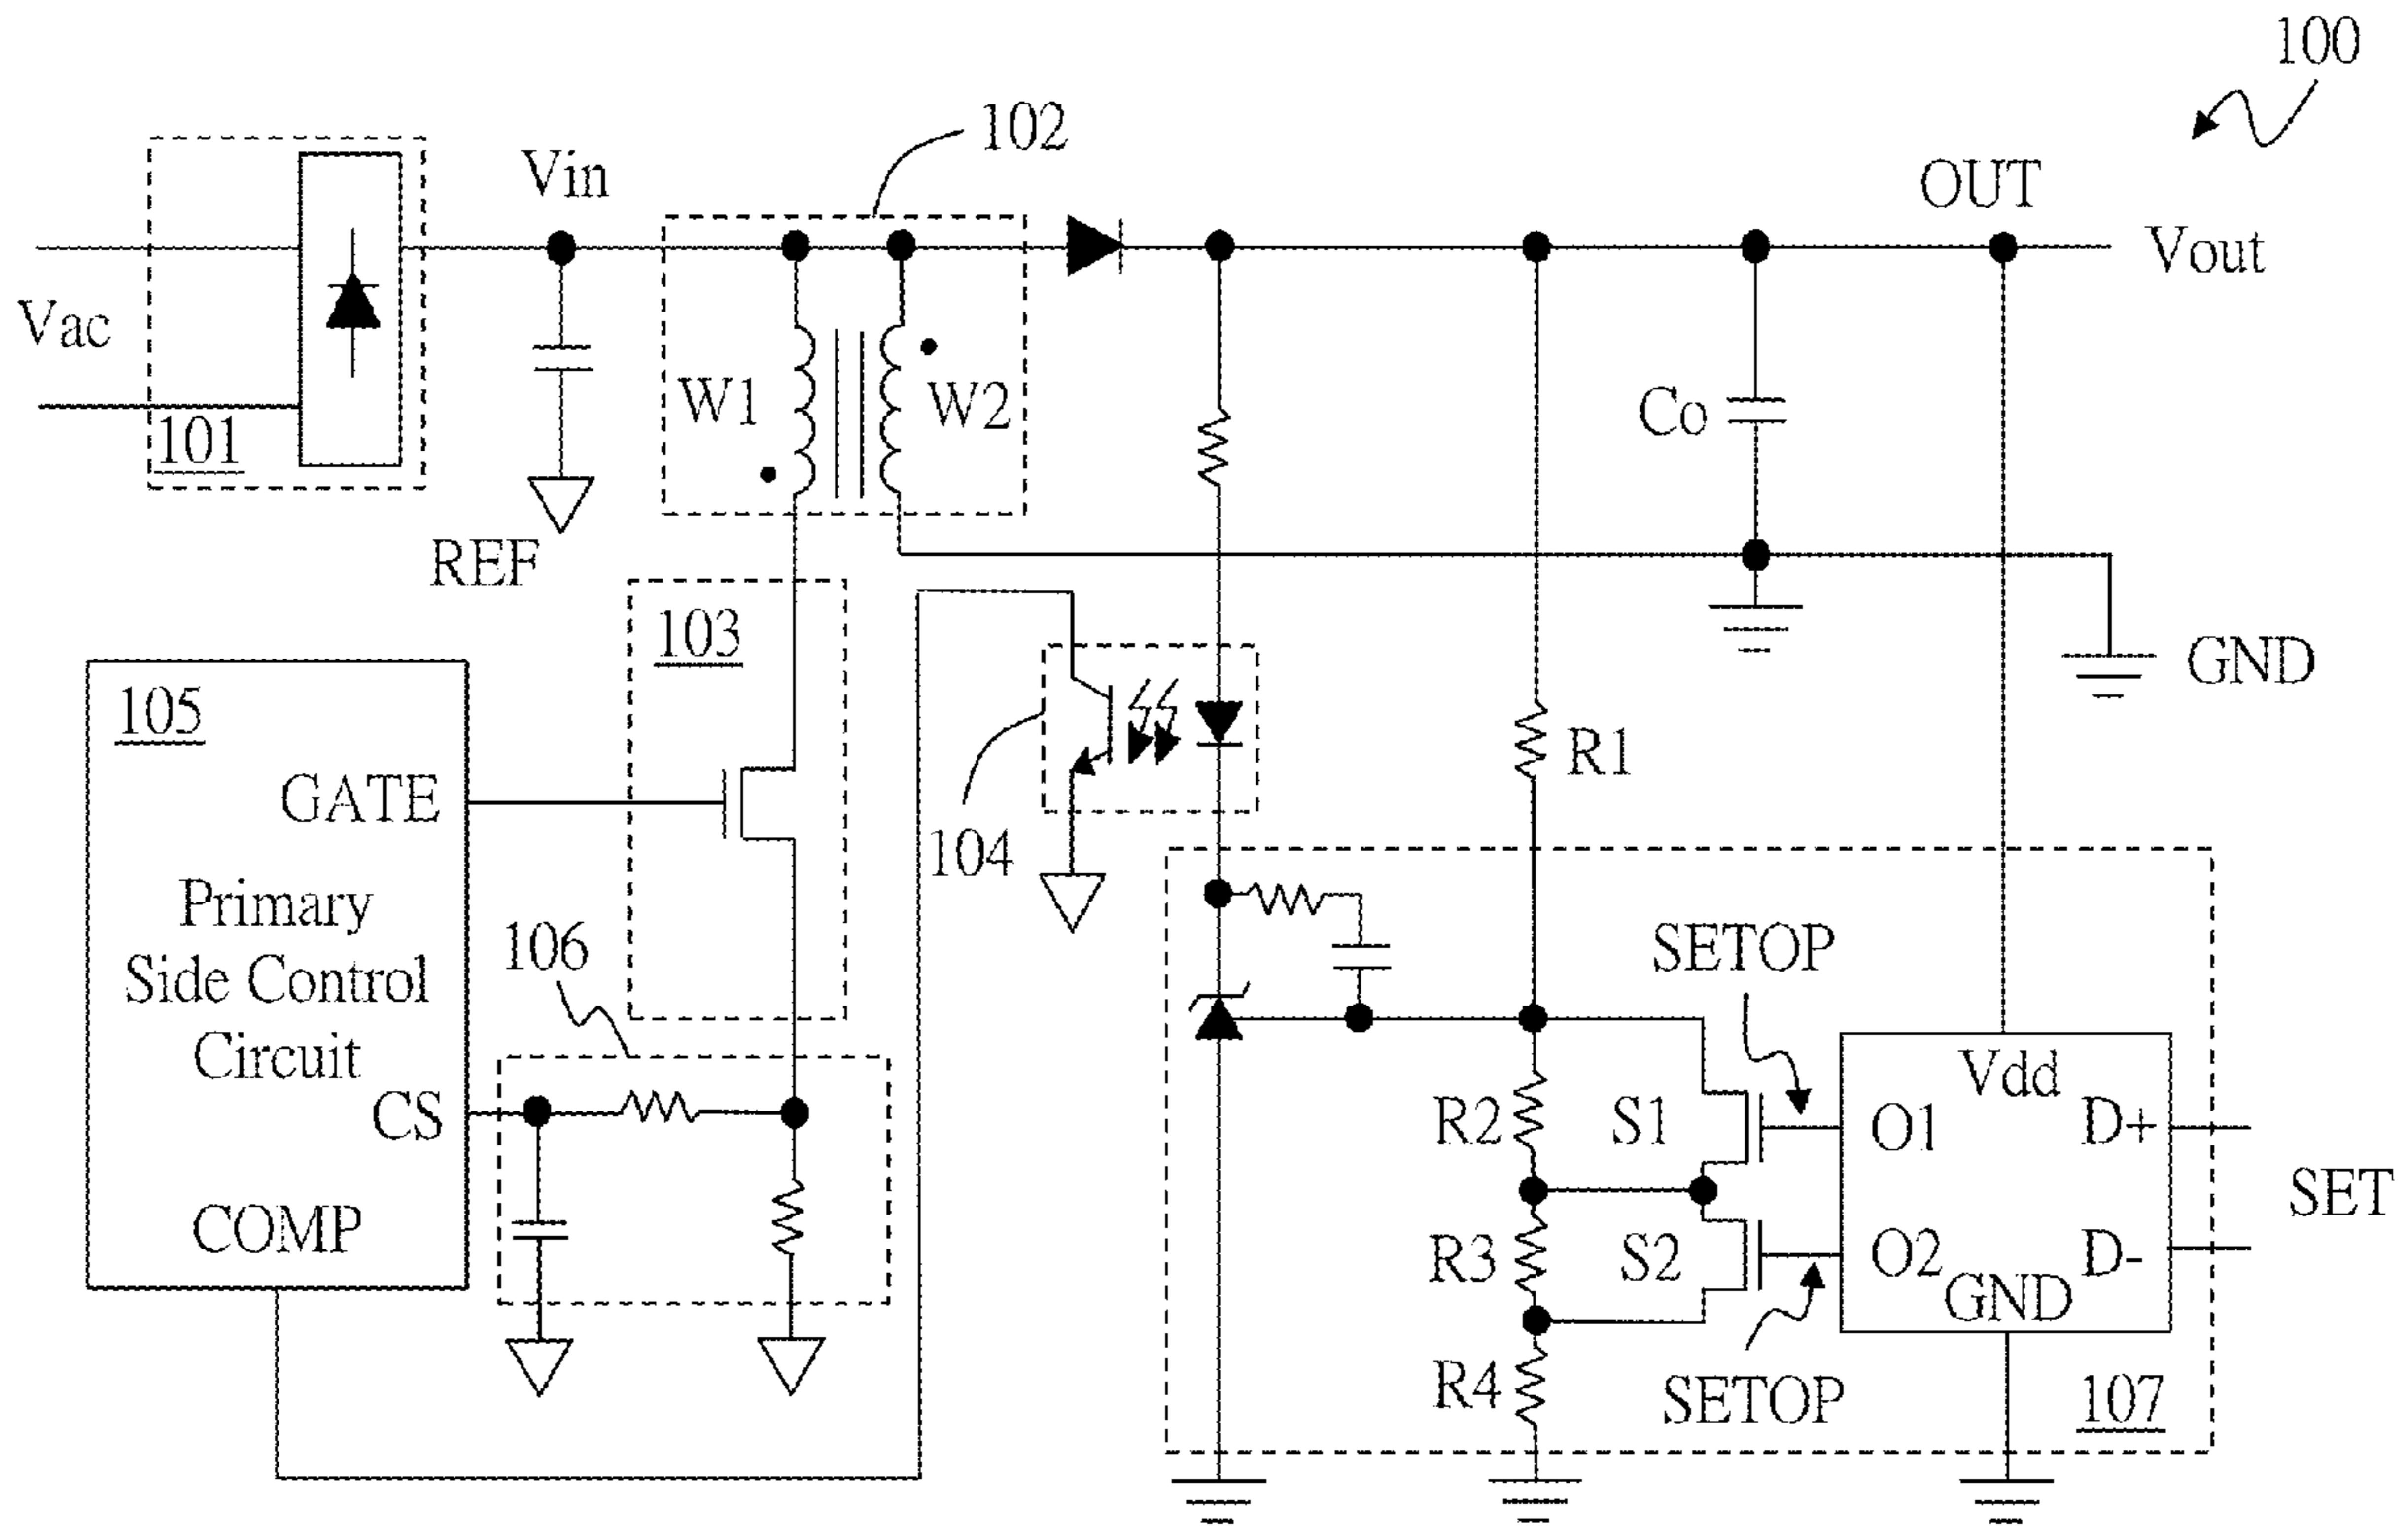 100
102
Vin
OUT
Vout
Vac
W1
W2
Co
101
REF
103
GND
105
R1
GATE
104
Primary
Side Control
Circuit
106
SETOP
CS
Vdd
R2
S1
O1
D+
SET
COMP
R3
S2
O2
D-
GND
R4
SETOP
107